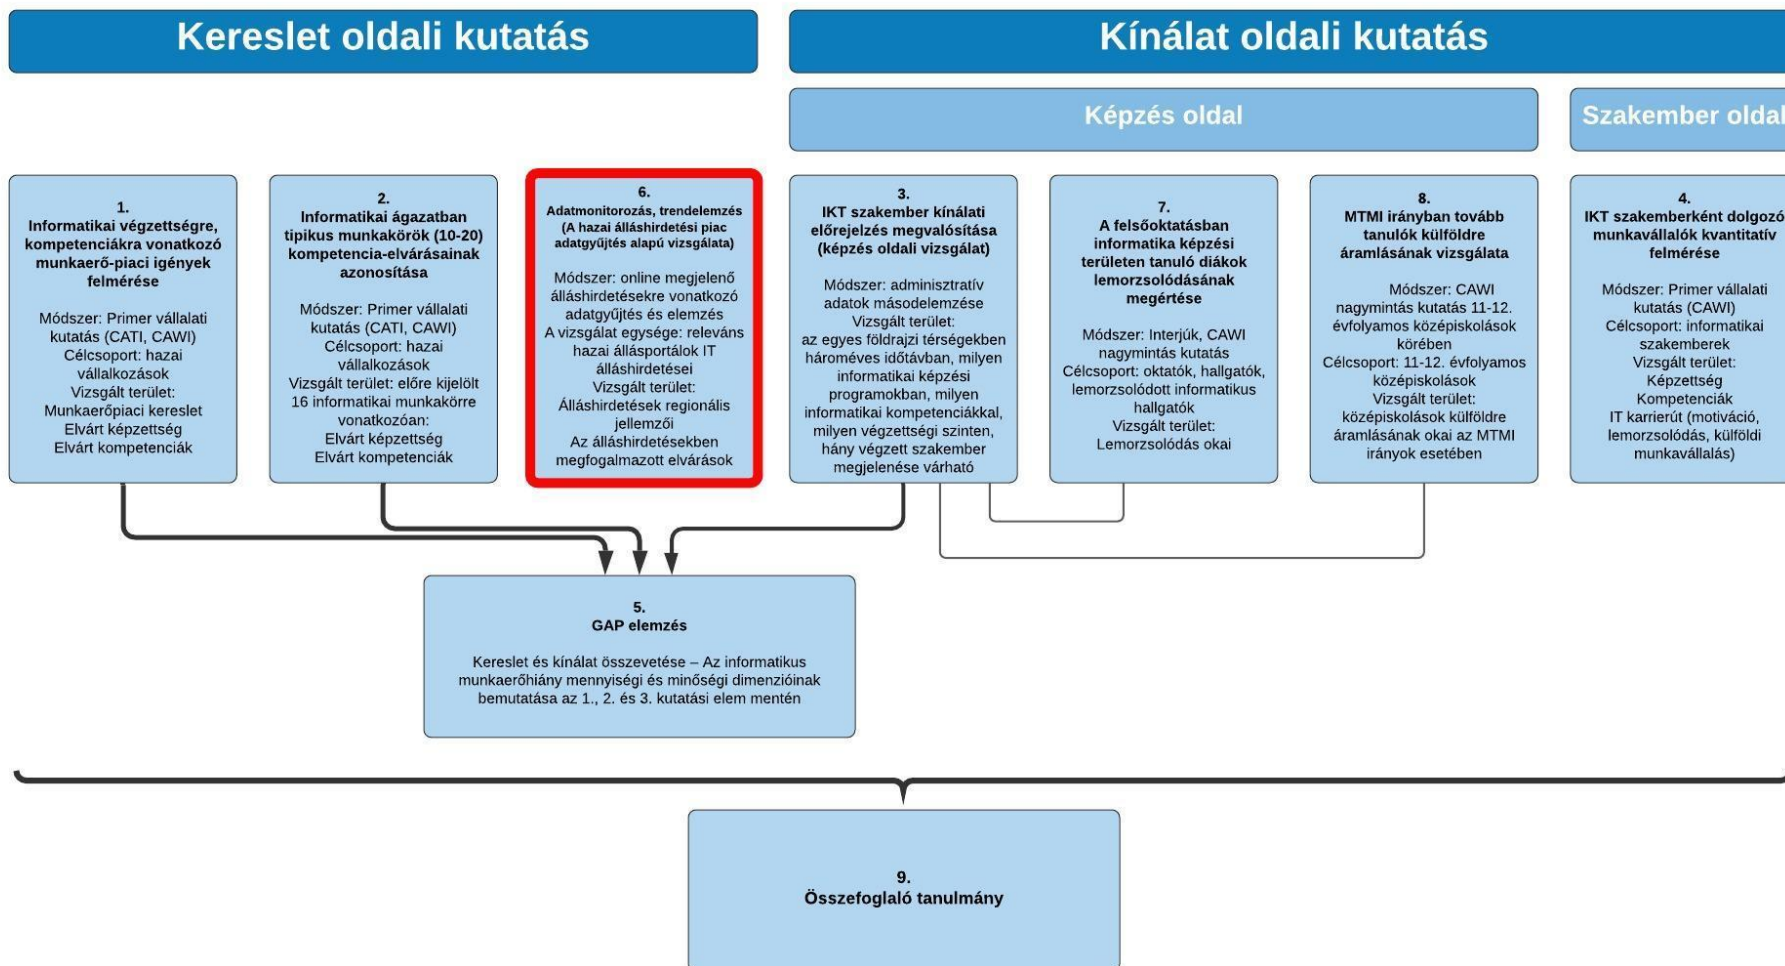 Kereslet oldali kutatás
Kínálat oldali kutatás
Képzés oldal
Szakember oldal
1.
Informatikai végzettségre,
kompetenciákra vonatkozó
munkaerő-piaci igények
felmérése
Módszer: Primer vállalati
kutatás (CATI, CAWI)
Célcsoport: hazai
vállalkozások
Vizsgált terület:
Munkaerőpiaci kereslet
Elvárt képzettség
Elvárt kompetenciák
2.
Informatikai ágazatban
tipikus munkakörök (10-20)
kompetencia-elvárásainak
azonosítása
Módszer: Primer vállalati
kutatás (CATI, CAWI)
Célcsoport: hazai
vállalkozások
Vizsgált terület: előre kijelölt
16 informatikai munkakörre
vonatkozóan:
Elvárt képzettség
Elvárt kompetenciák
6.
Adatmonitorozás, trendelemzés
(A hazai álláshirdetési piac
adatgyűjtés alapú vizsgálata)
Módszer: online megjelenő
álláshirdetésekre vonatkozó
adatgyűjtés és elemzés
A vizsgálat egysége: releváns
hazai állásportálok IT
álláshirdetései
Vizsgált terület:
Álláshirdetések regionális
jellemzői
Az álláshirdetésekben
megfogalmazott elvárások
3.
IKT szakember kínálati
előrejelzés megvalósítása
(képzés oldali vizsgálat)
Módszer: adminisztratív
adatok másodelemzése
Vizsgált terület:
az egyes földrajzi térségekben
hároméves időtávban, milyen
informatikai képzési
programokban, milyen
informatikai kompetenciákkal,
milyen végzettségi szinten,
hány végzett szakember
megjelenése várható
7.
A felsőoktatásban
informatika képzési
területen tanuló diákok
lemorzsolódásának
megértése
Módszer: Interjúk, CAWI
nagymintás kutatás
Célcsoport: oktatók, hallgatók,
lemorzsolódott informatikus
hallgatók
Vizsgált terület:
Lemorzsolódás okai
8.
MTMI irányban tovább
tanulók külföldre
áramlásának vizsgálata
Módszer: CAWI
nagymintás kutatás 11-12.
évfolyamos középiskolások
körében
Célcsoport: 11-12. évfolyamos
középiskolások
Vizsgált terület:
középiskolások külföldre
áramlásának okai az MTMI
irányok esetében
4.
IKT szakemberként dolgozó
munkavállalók kvantitatív
felmérése
Módszer: Primer vállalati
kutatás (CAWI)
Célcsoport: informatikai
szakemberek
Vizsgált terület:
Képzettség
Kompetenciák
IT karrierút (motiváció,
lemorzsolódás, külföldi
munkavállalás)
5.
GAP elemzés
Kereslet és kínálat összevetése – Az informatikus
munkaerőhiány mennyiségi és minőségi dimenzióinak
bemutatása az 1., 2. és 3. kutatási elem mentén
9.
Összefoglaló tanulmány